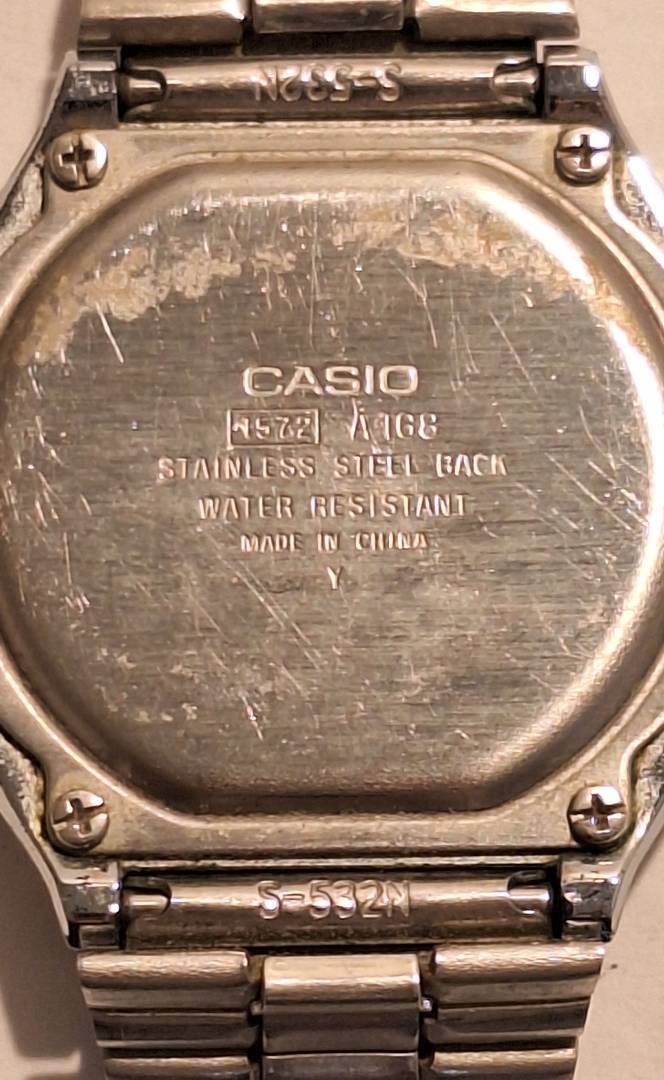 S-532N
CASIO
1572 A168
STAINLESS STEEL BACK
WATER RESISTANT
MADE IN CHINA
Y
S-532N